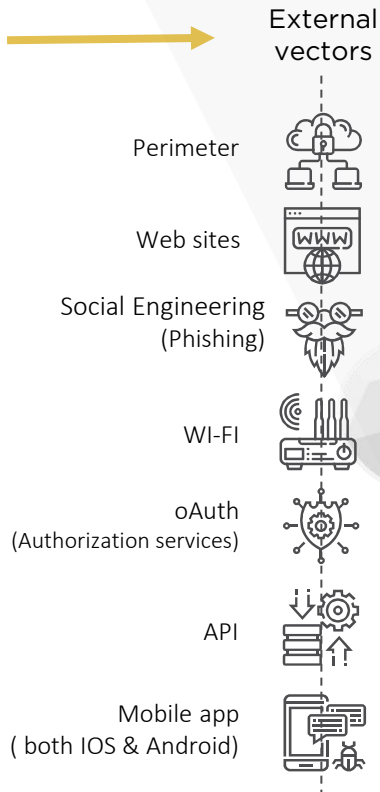 External
vectors
Perimeter
Web sites
WWW
Social Engineering
(Phishing)
WI-FI
oAuth
(Authorization services)
API
Mobile app
( both IOS & Android)